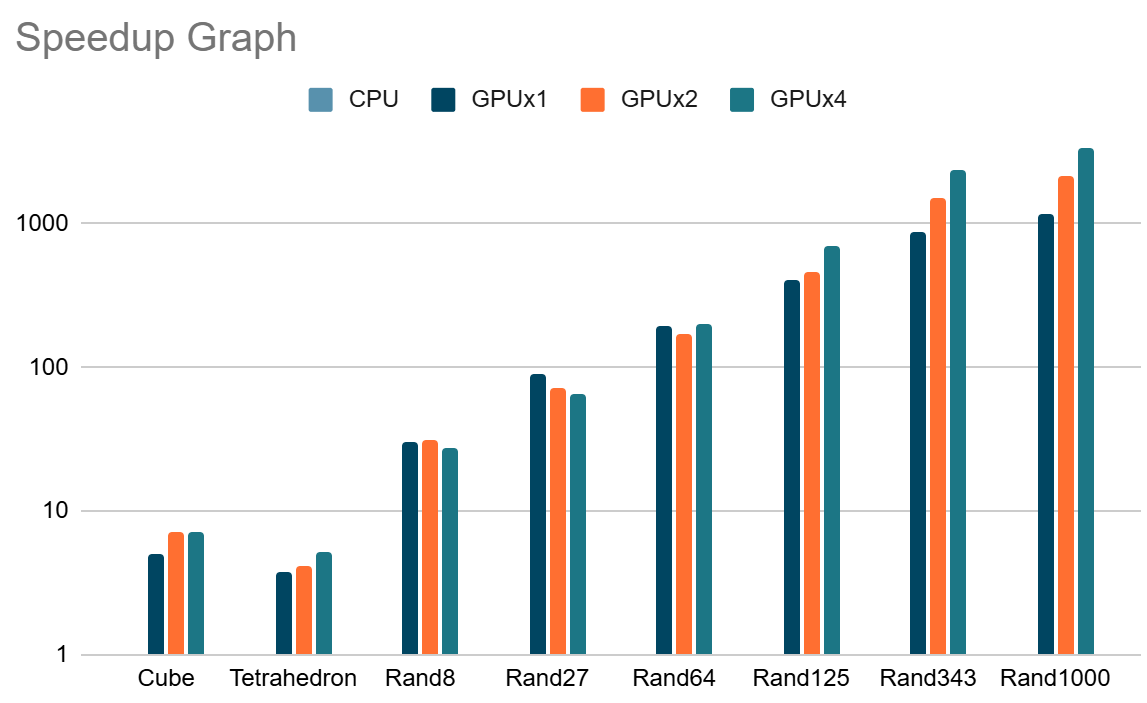 Speedup Graph
CPU GPUx1 GPUx2 GPUx4
1000
100
10
1
Cube Tetrahedron Rand8 Rand27 Rand64 Rand125 Rand343 Rand1000